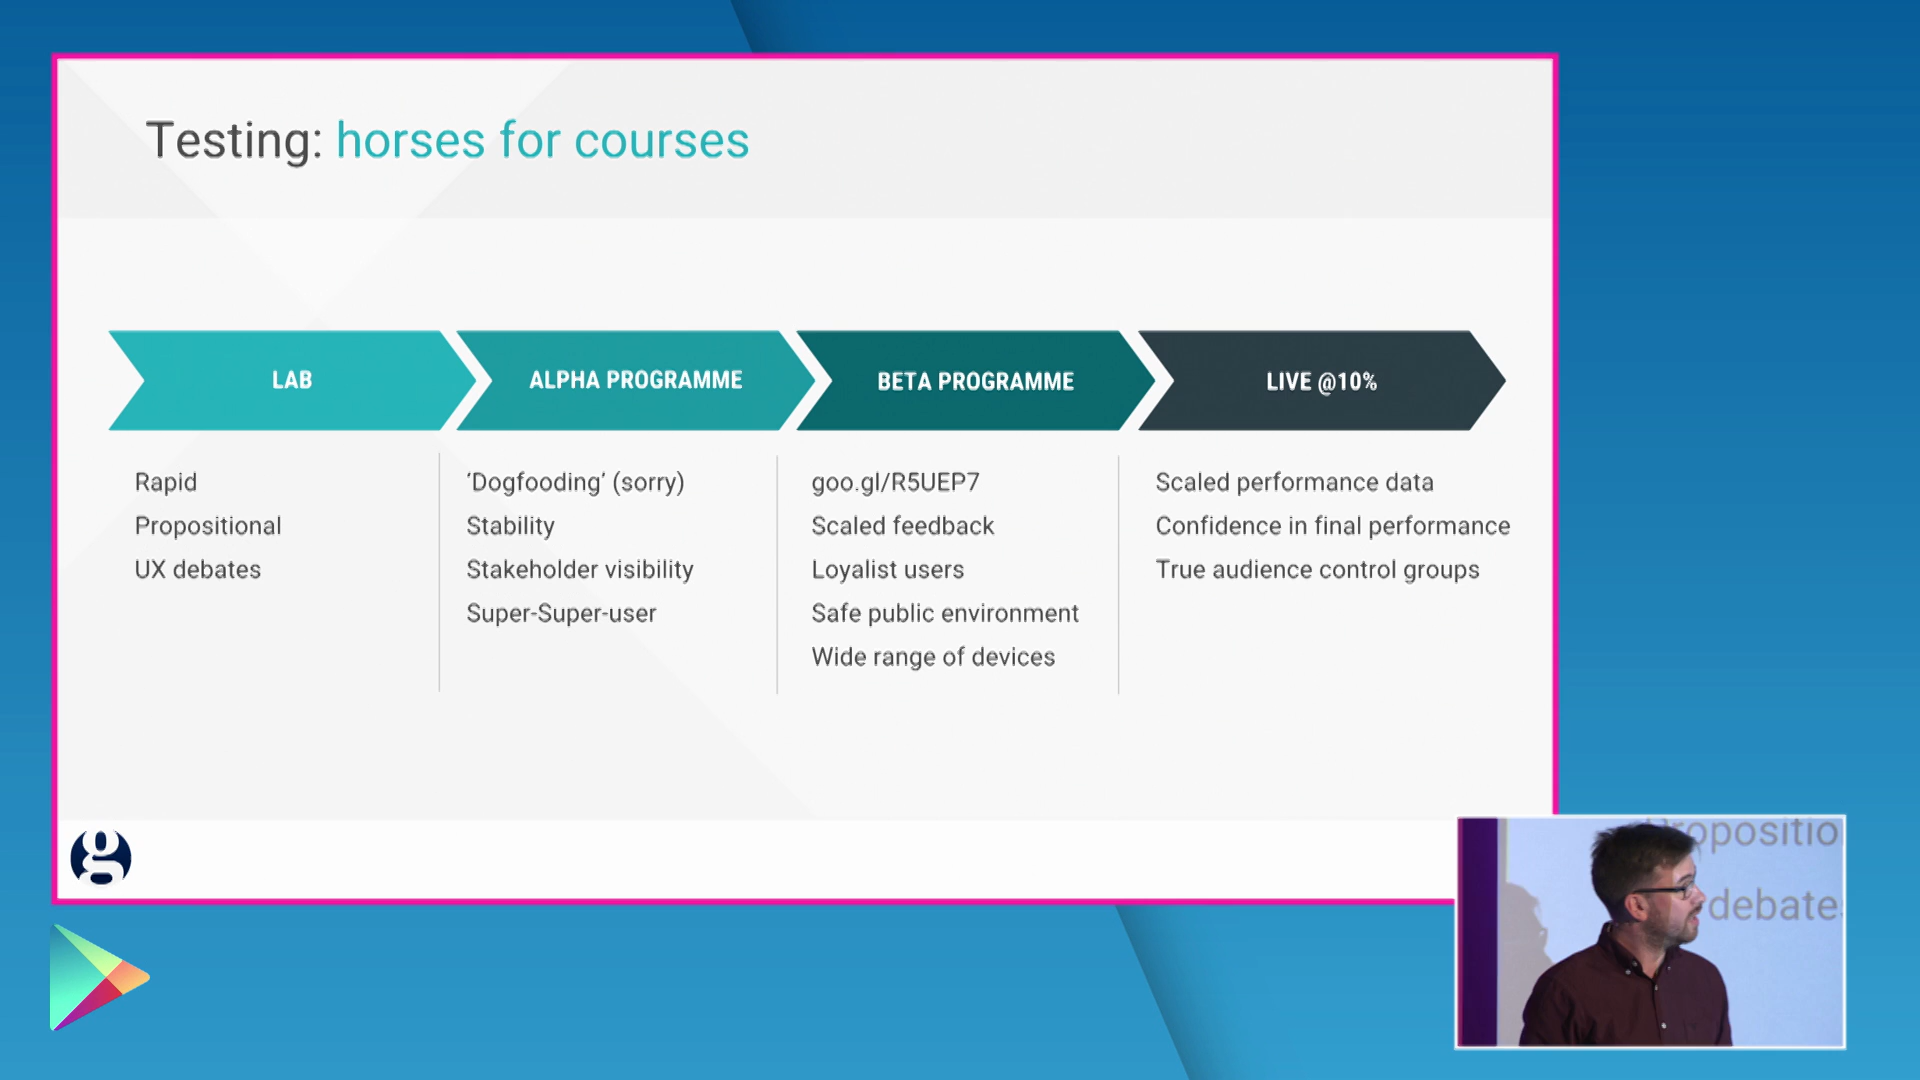 Testing: horses for courses
LAB
Rapid
Propositional
UX debates
ALPHA PROGRAMME
‘Dogfooding’ (sorry)
Stability
Stakeholder visibility
Super-Super-user
BETA PROGRAMME
goo.gl/R5UEP7
Scaled feedback
Loyalist users
Safe public environment
Wide range of devices
LIVE @10%
Scaled performance data
Confidence in final performance
True audience control groups
g
ropositio
debate